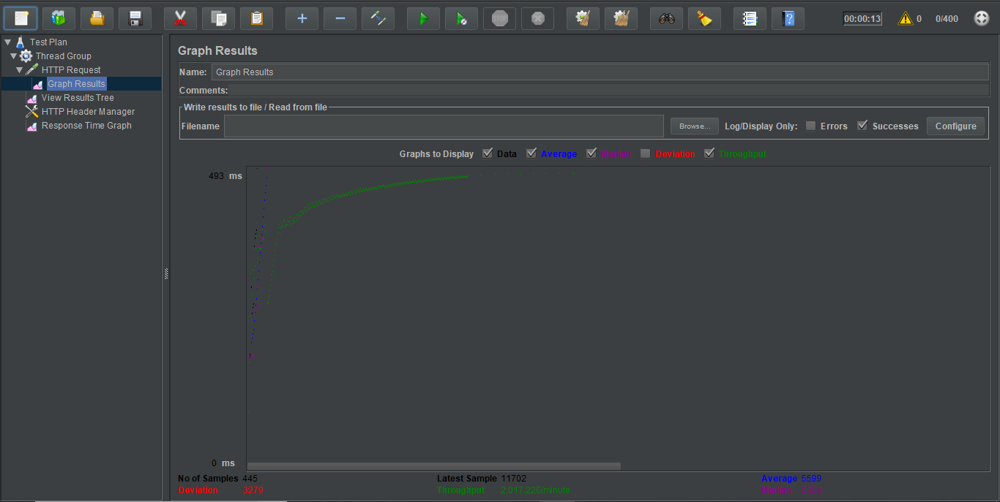 STOP
00:00:13 0 0/400
Test Plan
Thread Group
HTTP Request
Graph Results
View Results Tree
HTTP Header Manager
Response Time Graph
Graph Results
Name: Graph Results
Comments:
Write results to file / Read from file
Filename Browse... Log/Display Only: Errors Successes Configure
Graphs to Display Data Average Median Deviation Throughput
493 ms
0 ms
No of Samples 445 Latest Sample 11702 Average 5599
Deviation 3279 Throughput 2,017.226/minute Median